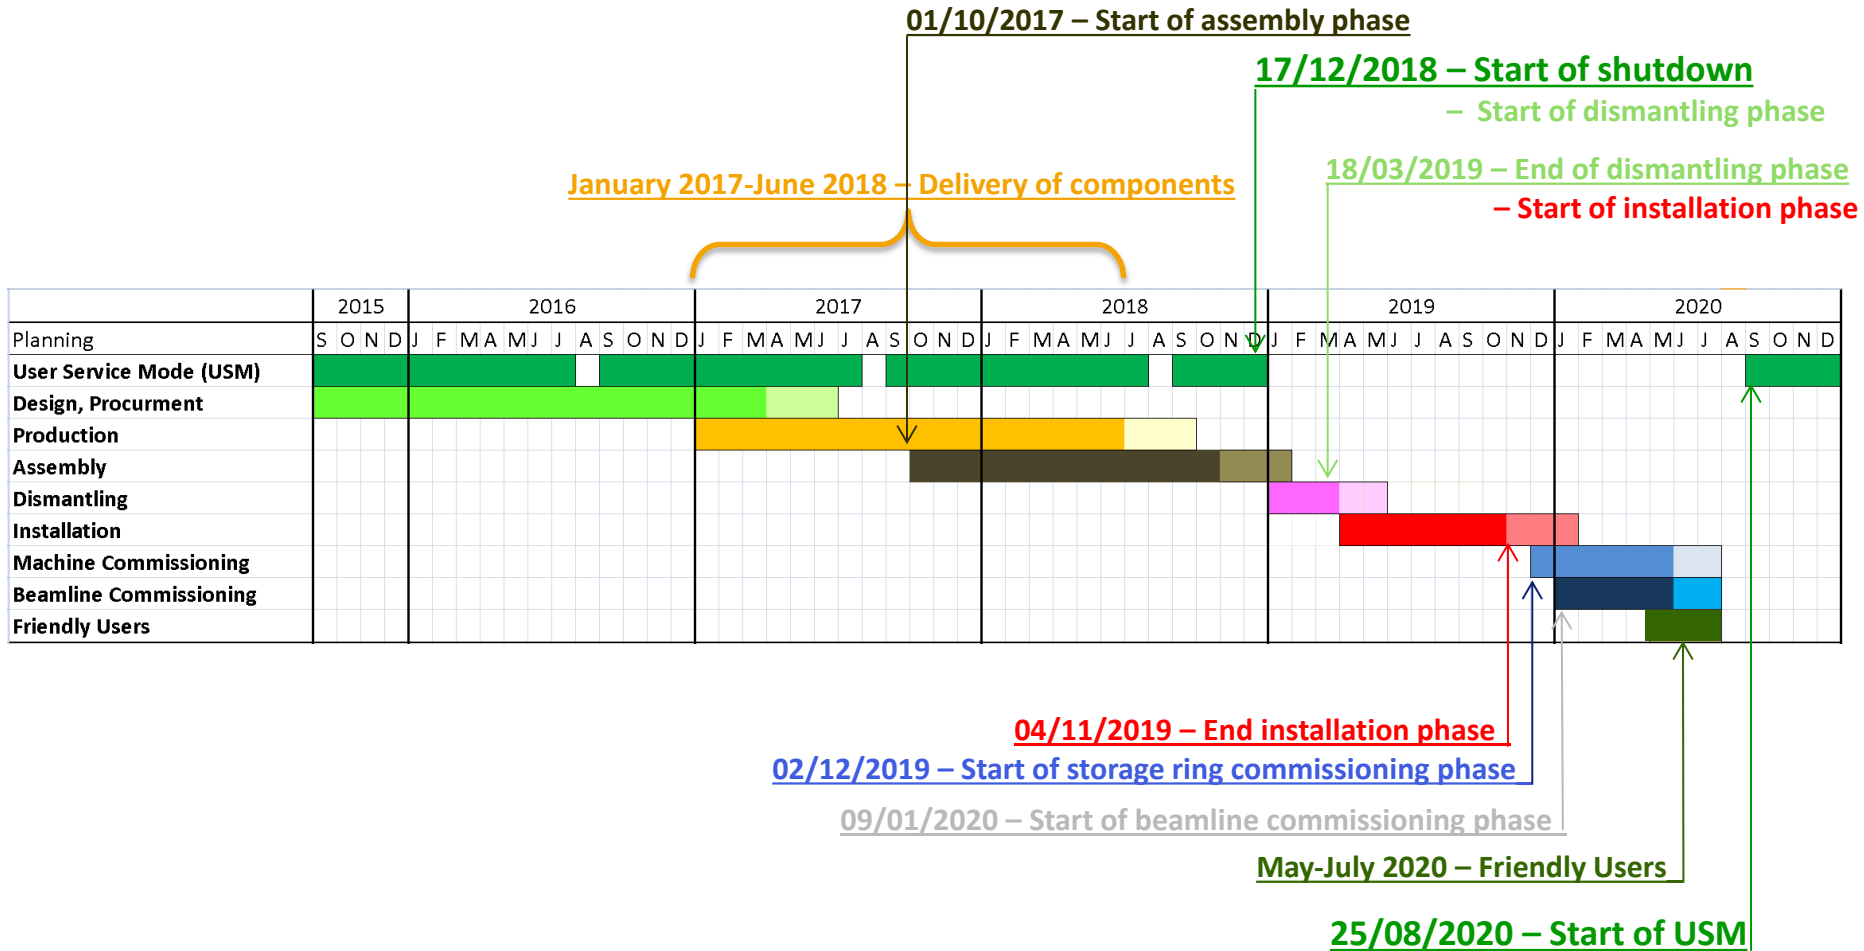 01/10/2017 – Start of assembly phase
17/12/2018 – Start of shutdown
– Start of dismantling phase
January 2017-June 2018 – Delivery of components
18/03/2019 – End of dismantling phase
– Start of installation phase
2015 2016 2017 2018 2019 2020
Planning S O N D J F M A M J J A S O N D J F M A M J J A S O N D J F M A M J J A S O N D J F M A M J J A S O N D J F M A M J J A S O N D
User Service Mode (USM)
Design, Procurment
Production
Assembly
Dismantling
Installation
Machine Commissioning
Beamline Commissioning
Friendly Users
04/11/2019 – End installation phase
02/12/2019 – Start of storage ring commissioning phase
09/01/2020 – Start of beamline commissioning phase
May-July 2020 – Friendly Users
25/08/2020 – Start of USM